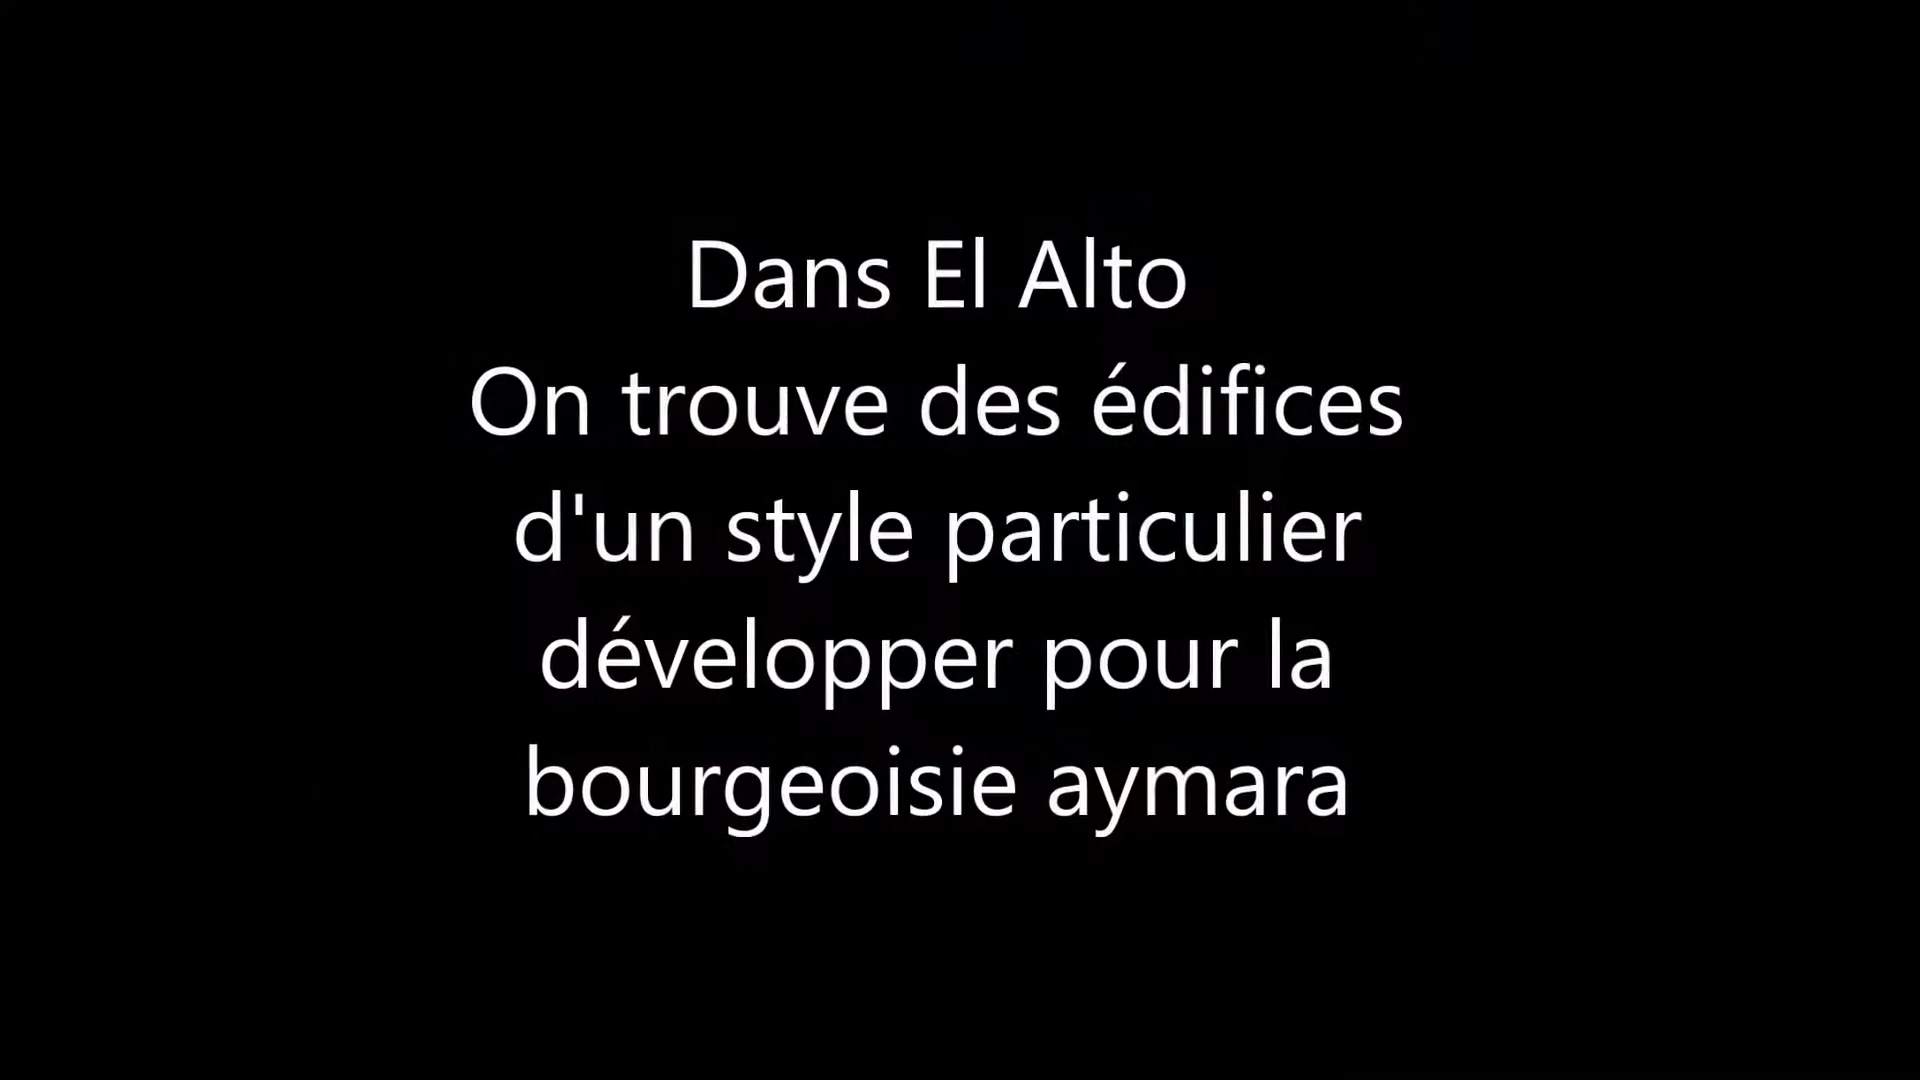 Dans El Alto
On trouve des édifices
d'un style particulier
développer pour la
bourgeoisie aymara